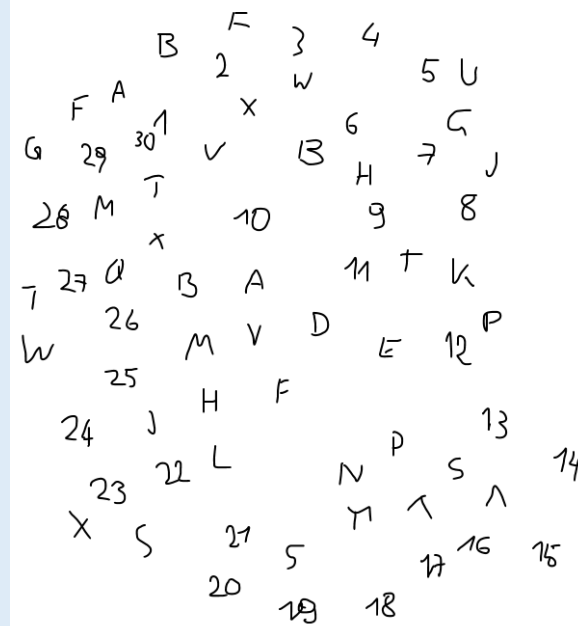 F 3 4
B 2 W 5 U
F A 1 X 6 G
G 29 30 V B H 7 J
28 M T 10 9 8
X
T 27 Q B A 11 T K
W 26 M V D E 12 P
25 H F
24 J 13
23 22 L N P S 14
X S 21 S M T Λ
20 19 18 17 16 15